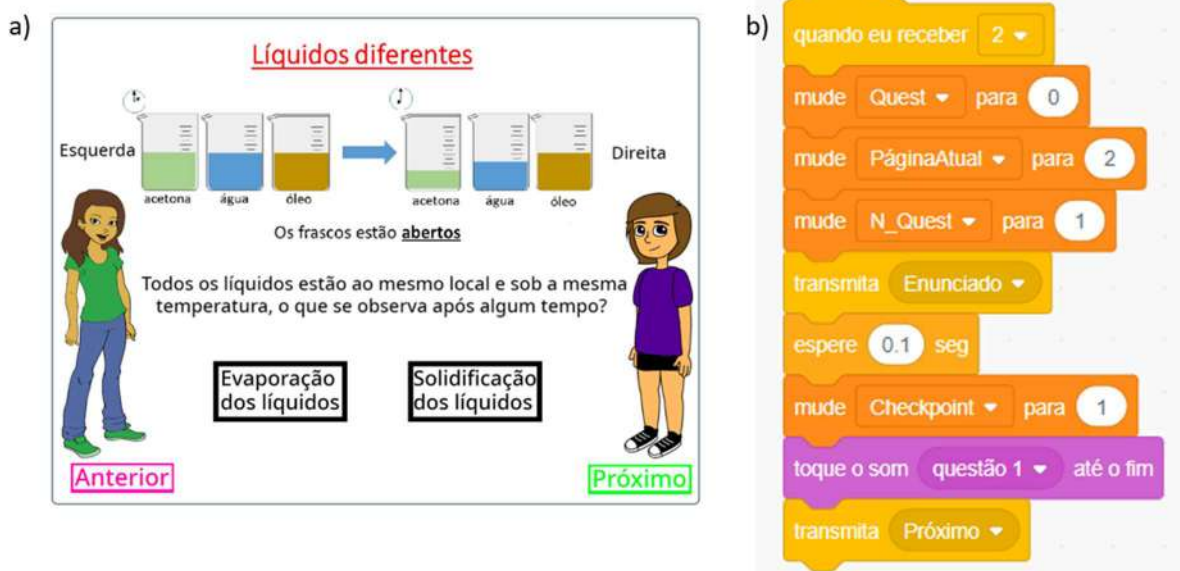 a)
Líquidos diferentes
Esquerda
Direita
acetona água óleo
acetona água óleo
Os frascos estão abertos
Todos os líquidos estão ao mesmo local e sob a mesma
temperatura, o que se observa após algum tempo?
Evaporação
dos líquidos
Solidificação
dos líquidos
Anterior
Próximo
b)
quando eu receber 2
mude Quest para 0
mude PáginaAtual para 2
mude N_Quest para 1
transmita Enunciado
espere 0.1 seg
mude Checkpoint para 1
toque o som questão 1 até o fim
transmita Próximo